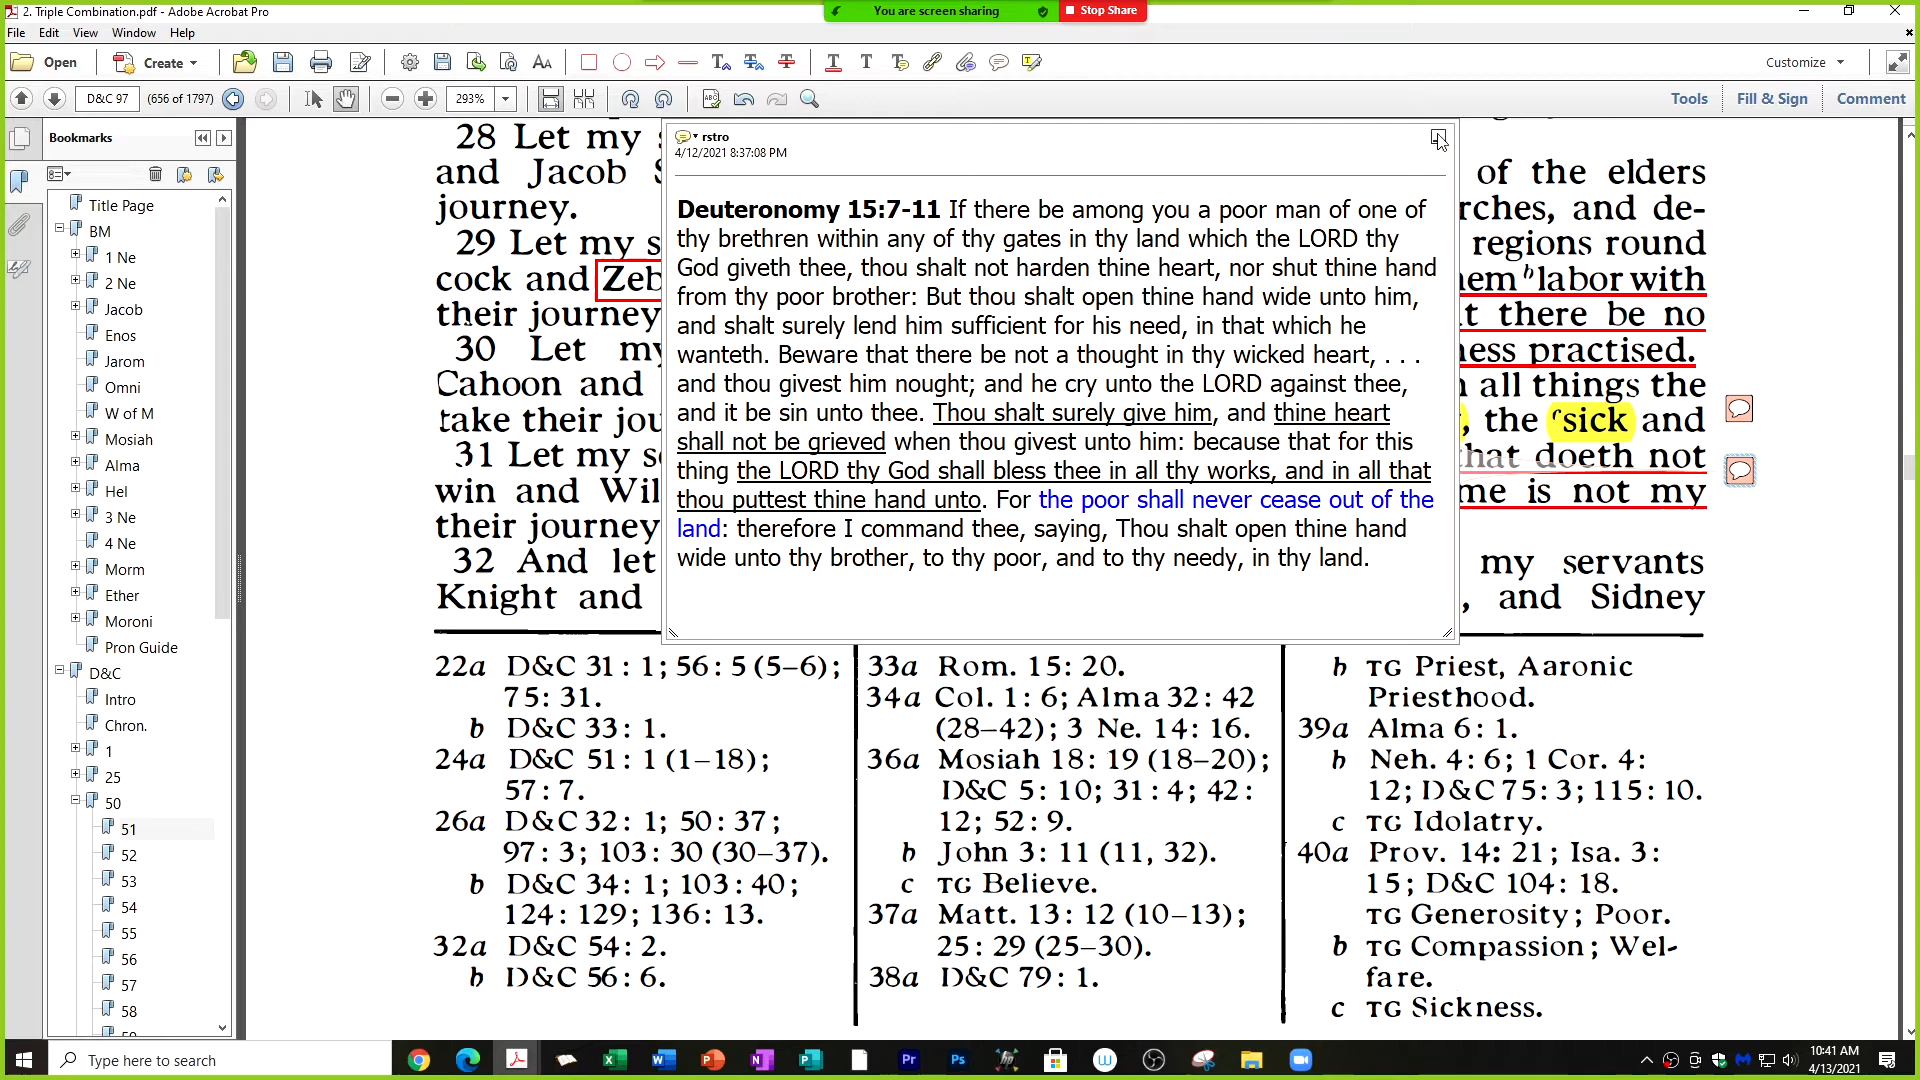 2. Triple Combination.pdf - Adobe Acrobat Pro
You are screen sharing
Stop Share
File Edit View Window Help
Open
Create
Customize
D&C 97
(656 of 1797)
293%
Tools
Fill & Sign
Comment
Bookmarks
Title Page
BM
1 Ne
2 Ne
Jacob
Enos
Jarom
Omni
W of M
Mosiah
Alma
Hel
3 Ne
4 Ne
Morm
Ether
Moroni
Pron Guide
D&C
Intro
Chron.
1
25
50
51
52
53
54
55
56
57
58
28 Let my s
and Jacob S
journey.
29 Let my s
cock and Zeb
their journey
30 Let my
Cahoon and
take their jou
31 Let my se
win and Wil
their journey
32 And let
Knight and
rstro
4/12/2021 8:37:08 PM
Deuteronomy 15:7-11 If there be among you a poor man of one of
thy brethren within any of thy gates in thy land which the LORD thy
God giveth thee, thou shalt not harden thine heart, nor shut thine hand
from thy poor brother: But thou shalt open thine hand wide unto him,
and shalt surely lend him sufficient for his need, in that which he
wanteth. Beware that there be not a thought in thy wicked heart, . . .
and thou givest him nought; and he cry unto the LORD against thee,
and it be sin unto thee. Thou shalt surely give him, and thine heart
shall not be grieved when thou givest unto him: because that for this
thing the LORD thy God shall bless thee in all thy works, and in all that
thou puttest thine hand unto. For the poor shall never cease out of the
land: therefore I command thee, saying, Thou shalt open thine hand
wide unto thy brother, to thy poor, and to thy needy, in thy land.
of the elders
rches, and de-
regions round
hem b labor with
t there be no
ness practised.
n all things the
, the c sick and
that doeth not
me is not my
my servants
, and Sidney
22a D&C 31: 1; 56: 5 (5–6);
75: 31.
b D&C 33: 1.
24a D&C 51: 1 (1–18);
57: 7.
26a D&C 32: 1; 50: 37;
97: 3; 103: 30 (30–37).
b D&C 34: 1; 103: 40;
124: 129; 136: 13.
32a D&C 54: 2.
b D&C 56: 6.
33a Rom. 15: 20.
34a Col. 1: 6; Alma 32: 42
(28–42); 3 Ne. 14: 16.
36a Mosiah 18: 19 (18–20);
D&C 5: 10; 31: 4; 42:
12; 52: 9.
b John 3: 11 (11, 32).
c TG Believe.
37a Matt. 13: 12 (10–13);
25: 29 (25–30).
38a D&C 79: 1.
b TG Priest, Aaronic
Priesthood.
39a Alma 6: 1.
b Neh. 4: 6; 1 Cor. 4:
12; D&C 75: 3; 115: 10.
c TG Idolatry.
40a Prov. 14: 21; Isa. 3:
15; D&C 104: 18.
TG Generosity; Poor.
b TG Compassion; Wel-
fare.
c TG Sickness.
Type here to search
10:41 AM
4/13/2021